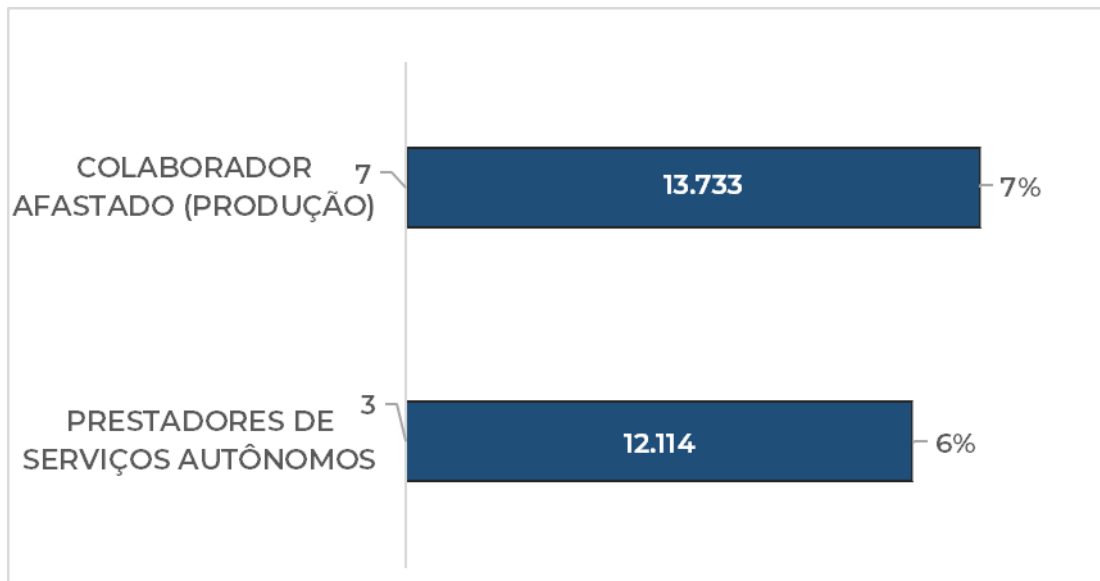 COLABORADOR
AFASTADO (PRODUÇÃO)
7
13.733
7%
PRESTADORES DE
SERVIÇOS AUTÔNOMOS
3
12.114
6%